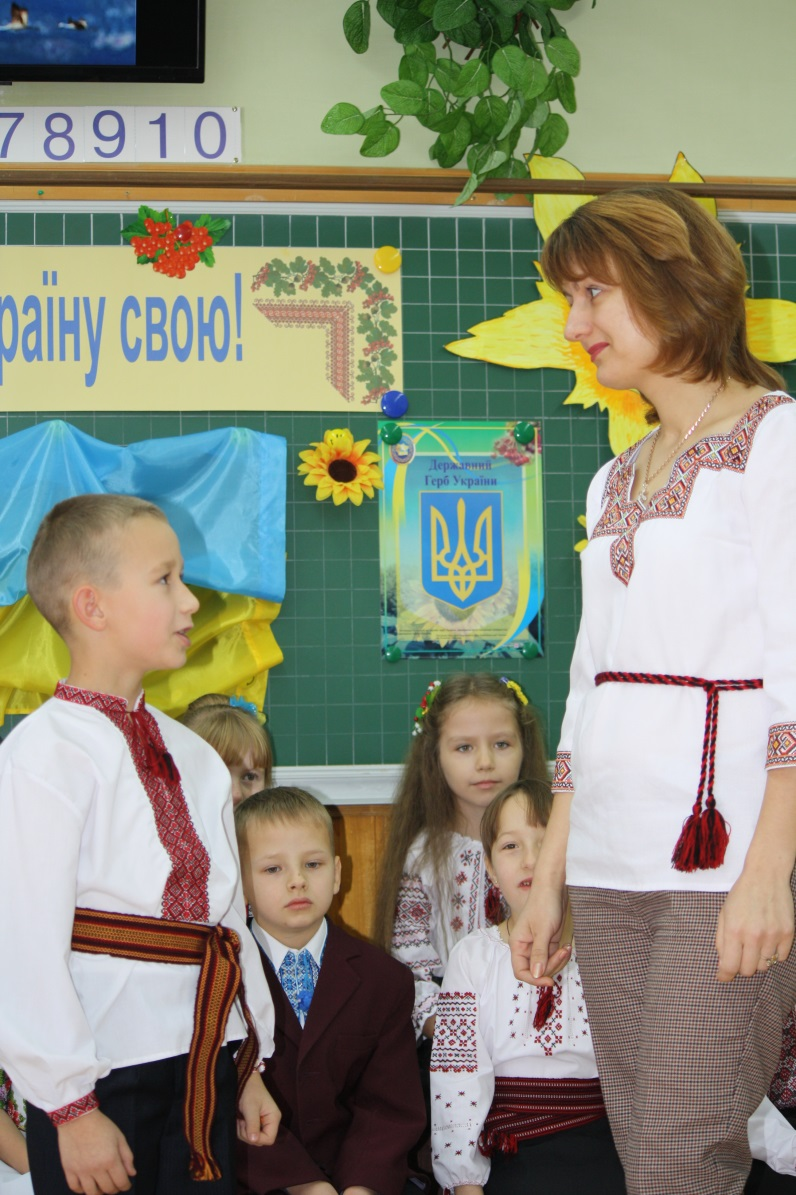 78910
раїну свою!
Державний
Герб України